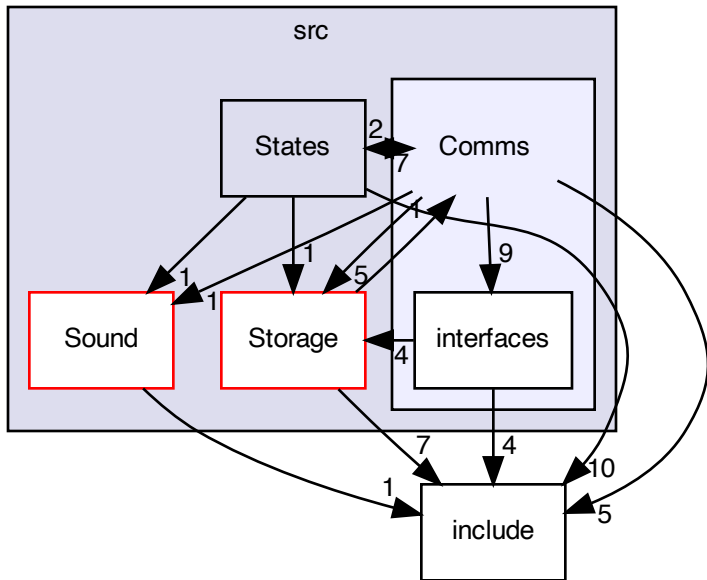 src
States
2
7
Comms
1
1
1
1
5
9
Sound
Storage
4
interfaces
1
7
4
10
5
include